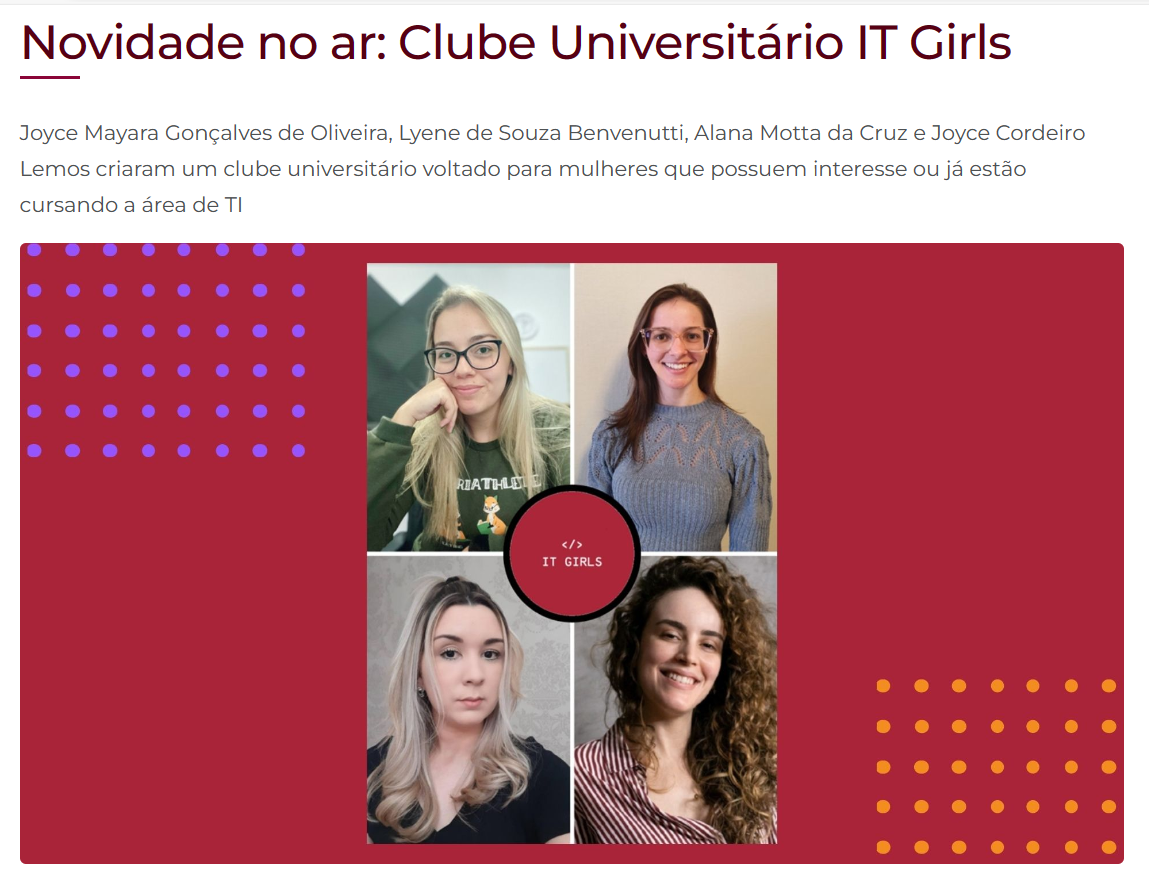 Novidade no ar: Clube Universitário IT Girls
Joyce Mayara Gonçalves de Oliveira, Lyene de Souza Benvenutti, Alana Motta da Cruz e Joyce Cordeiro
Lemos criaram um clube universitário voltado para mulheres que possuem interesse ou já estão
cursando a área de TI
RIATHLE
</>
IT GIRLS